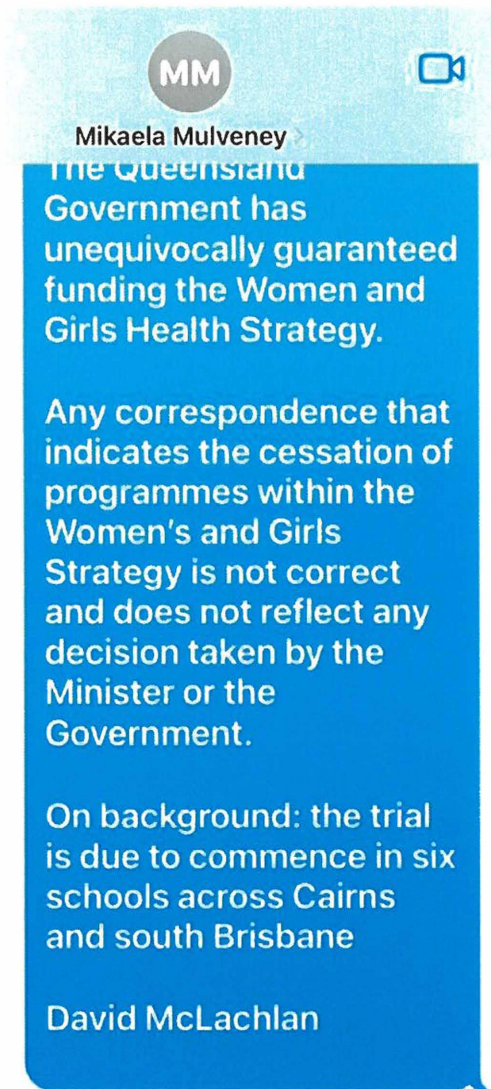 MM
Mikaela Mulveney
The Queensland
Government has
unequivocally guaranteed
funding the Women and
Girls Health Strategy.
Any correspondence that
indicates the cessation of
programmes within the
Women's and Girls
Strategy is not correct
and does not reflect any
decision taken by the
Minister or the
Government.
On background: the trial
is due to commence in six
schools across Cairns
and south Brisbane
David McLachlan